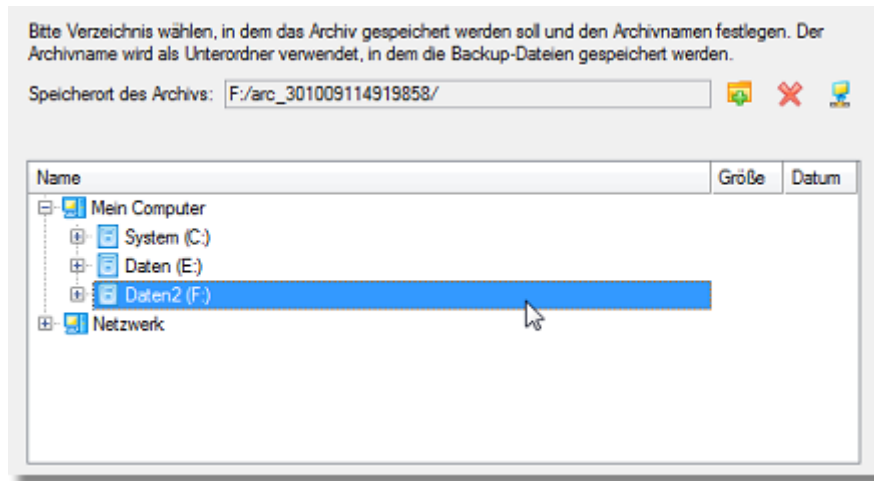 Bitte Verzeichnis wählen, in dem das Archiv gespeichert werden soll und den Archivnamen festlegen. Der
Archivname wird als Unterordner verwendet, in dem die Backup-Dateien gespeichert werden.
Speicherort des Archivs: F:/arc_301009114919858/
Name Größe Datum
Mein Computer
System (C:)
Daten (E:)
Daten2 (F:)
Netzwerk